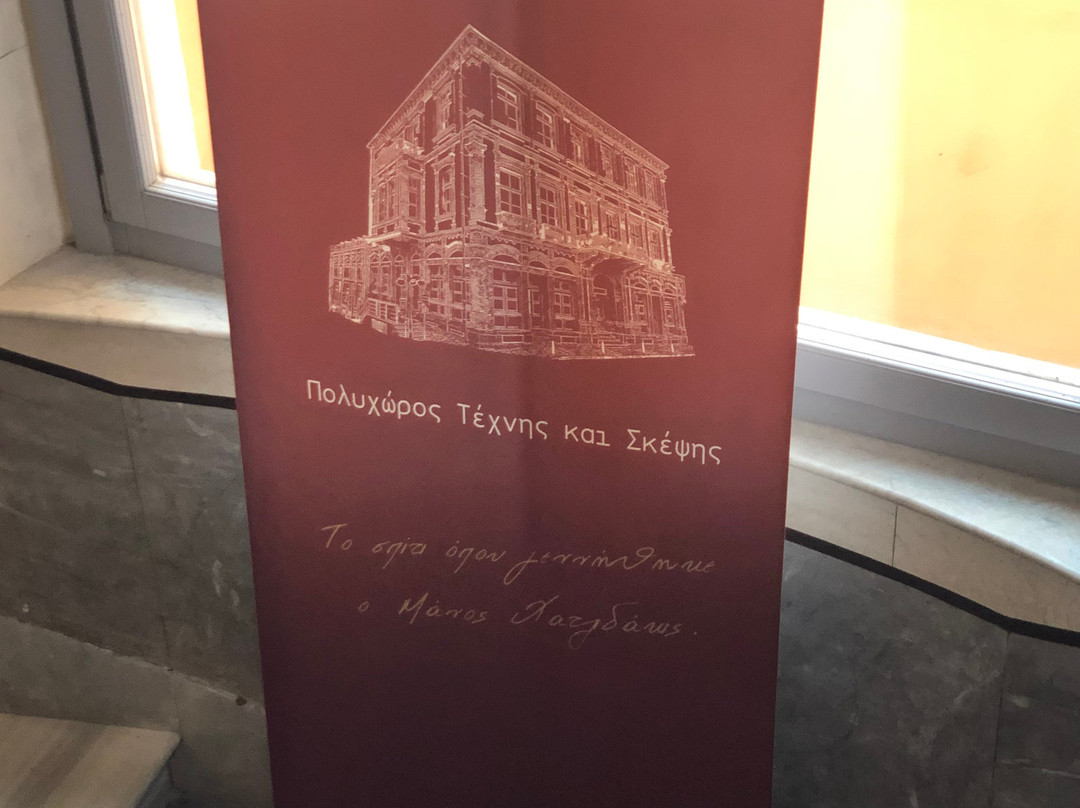 Πολυχώρος Τέχνης και Σκέψης
Το σπίτι όπου γεννήθηκε
ο Μάνος Χατζιδάκις.